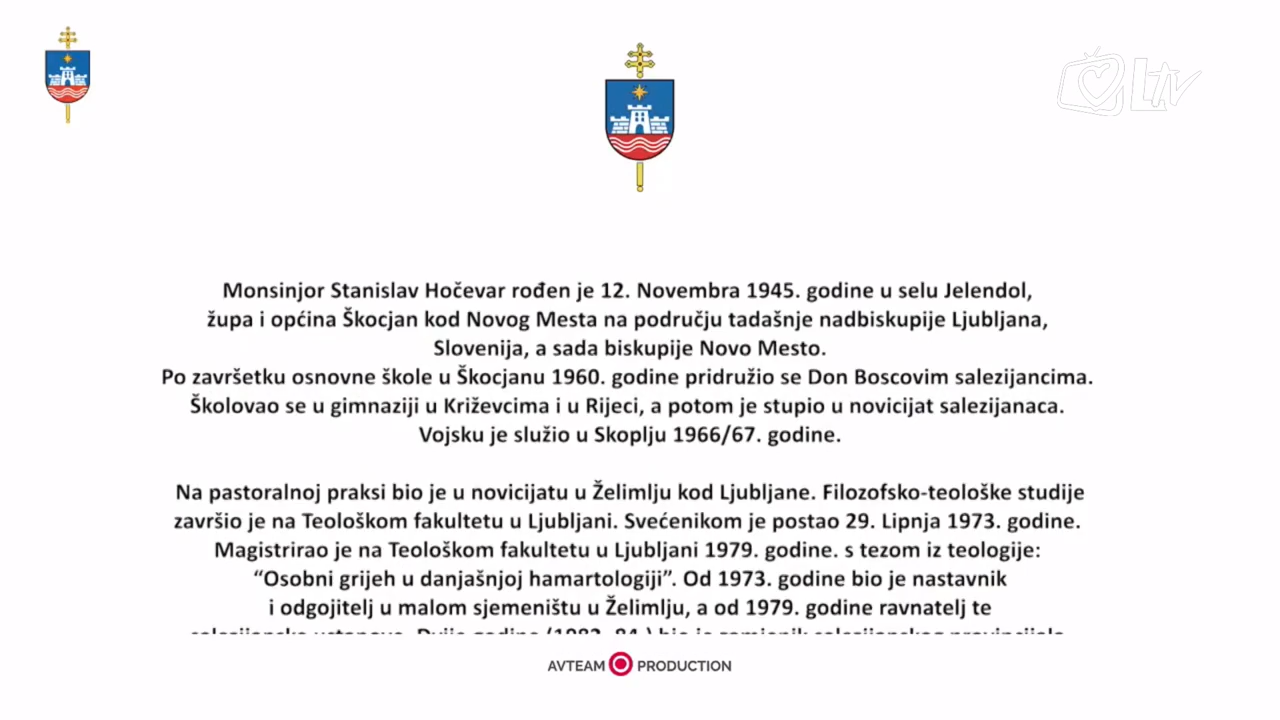 LTV
Monsinjor Stanislav Hočevar rođen je 12. Novembra 1945. godine u selu Jelendol,
župa i općina Škocjan kod Novog Mesta na području tadašnje nadbiskupije Ljubljana,
Slovenija, a sada biskupije Novo Mesto.
Po završetku osnovne škole u Škocjanu 1960. godine pridružio se Don Boscovim salezijancima.
Školovao se u gimnaziji u Križevcima i u Rijeci, a potom je stupio u novicijat salezijanaca.
Vojsku je služio u Skoplju 1966/67. godine.
Na pastoralnoj praksi bio je u novicijatu u Želimlju kod Ljubljane. Filozofsko-teološke studije
završio je na Teološkom fakultetu u Ljubljani. Svećenikom je postao 29. Lipnja 1973. godine.
Magistrirao je na Teološkom fakultetu u Ljubljani 1979. godine. s tezom iz teologije:
“Osobni grijeh u danjašnjoj hamartologiji”. Od 1973. godine bio je nastavnik
i odgojitelj u malom sjemeništu u Želimlju, a od 1979. godine ravnatelj te
AVTEAM PRODUCTION